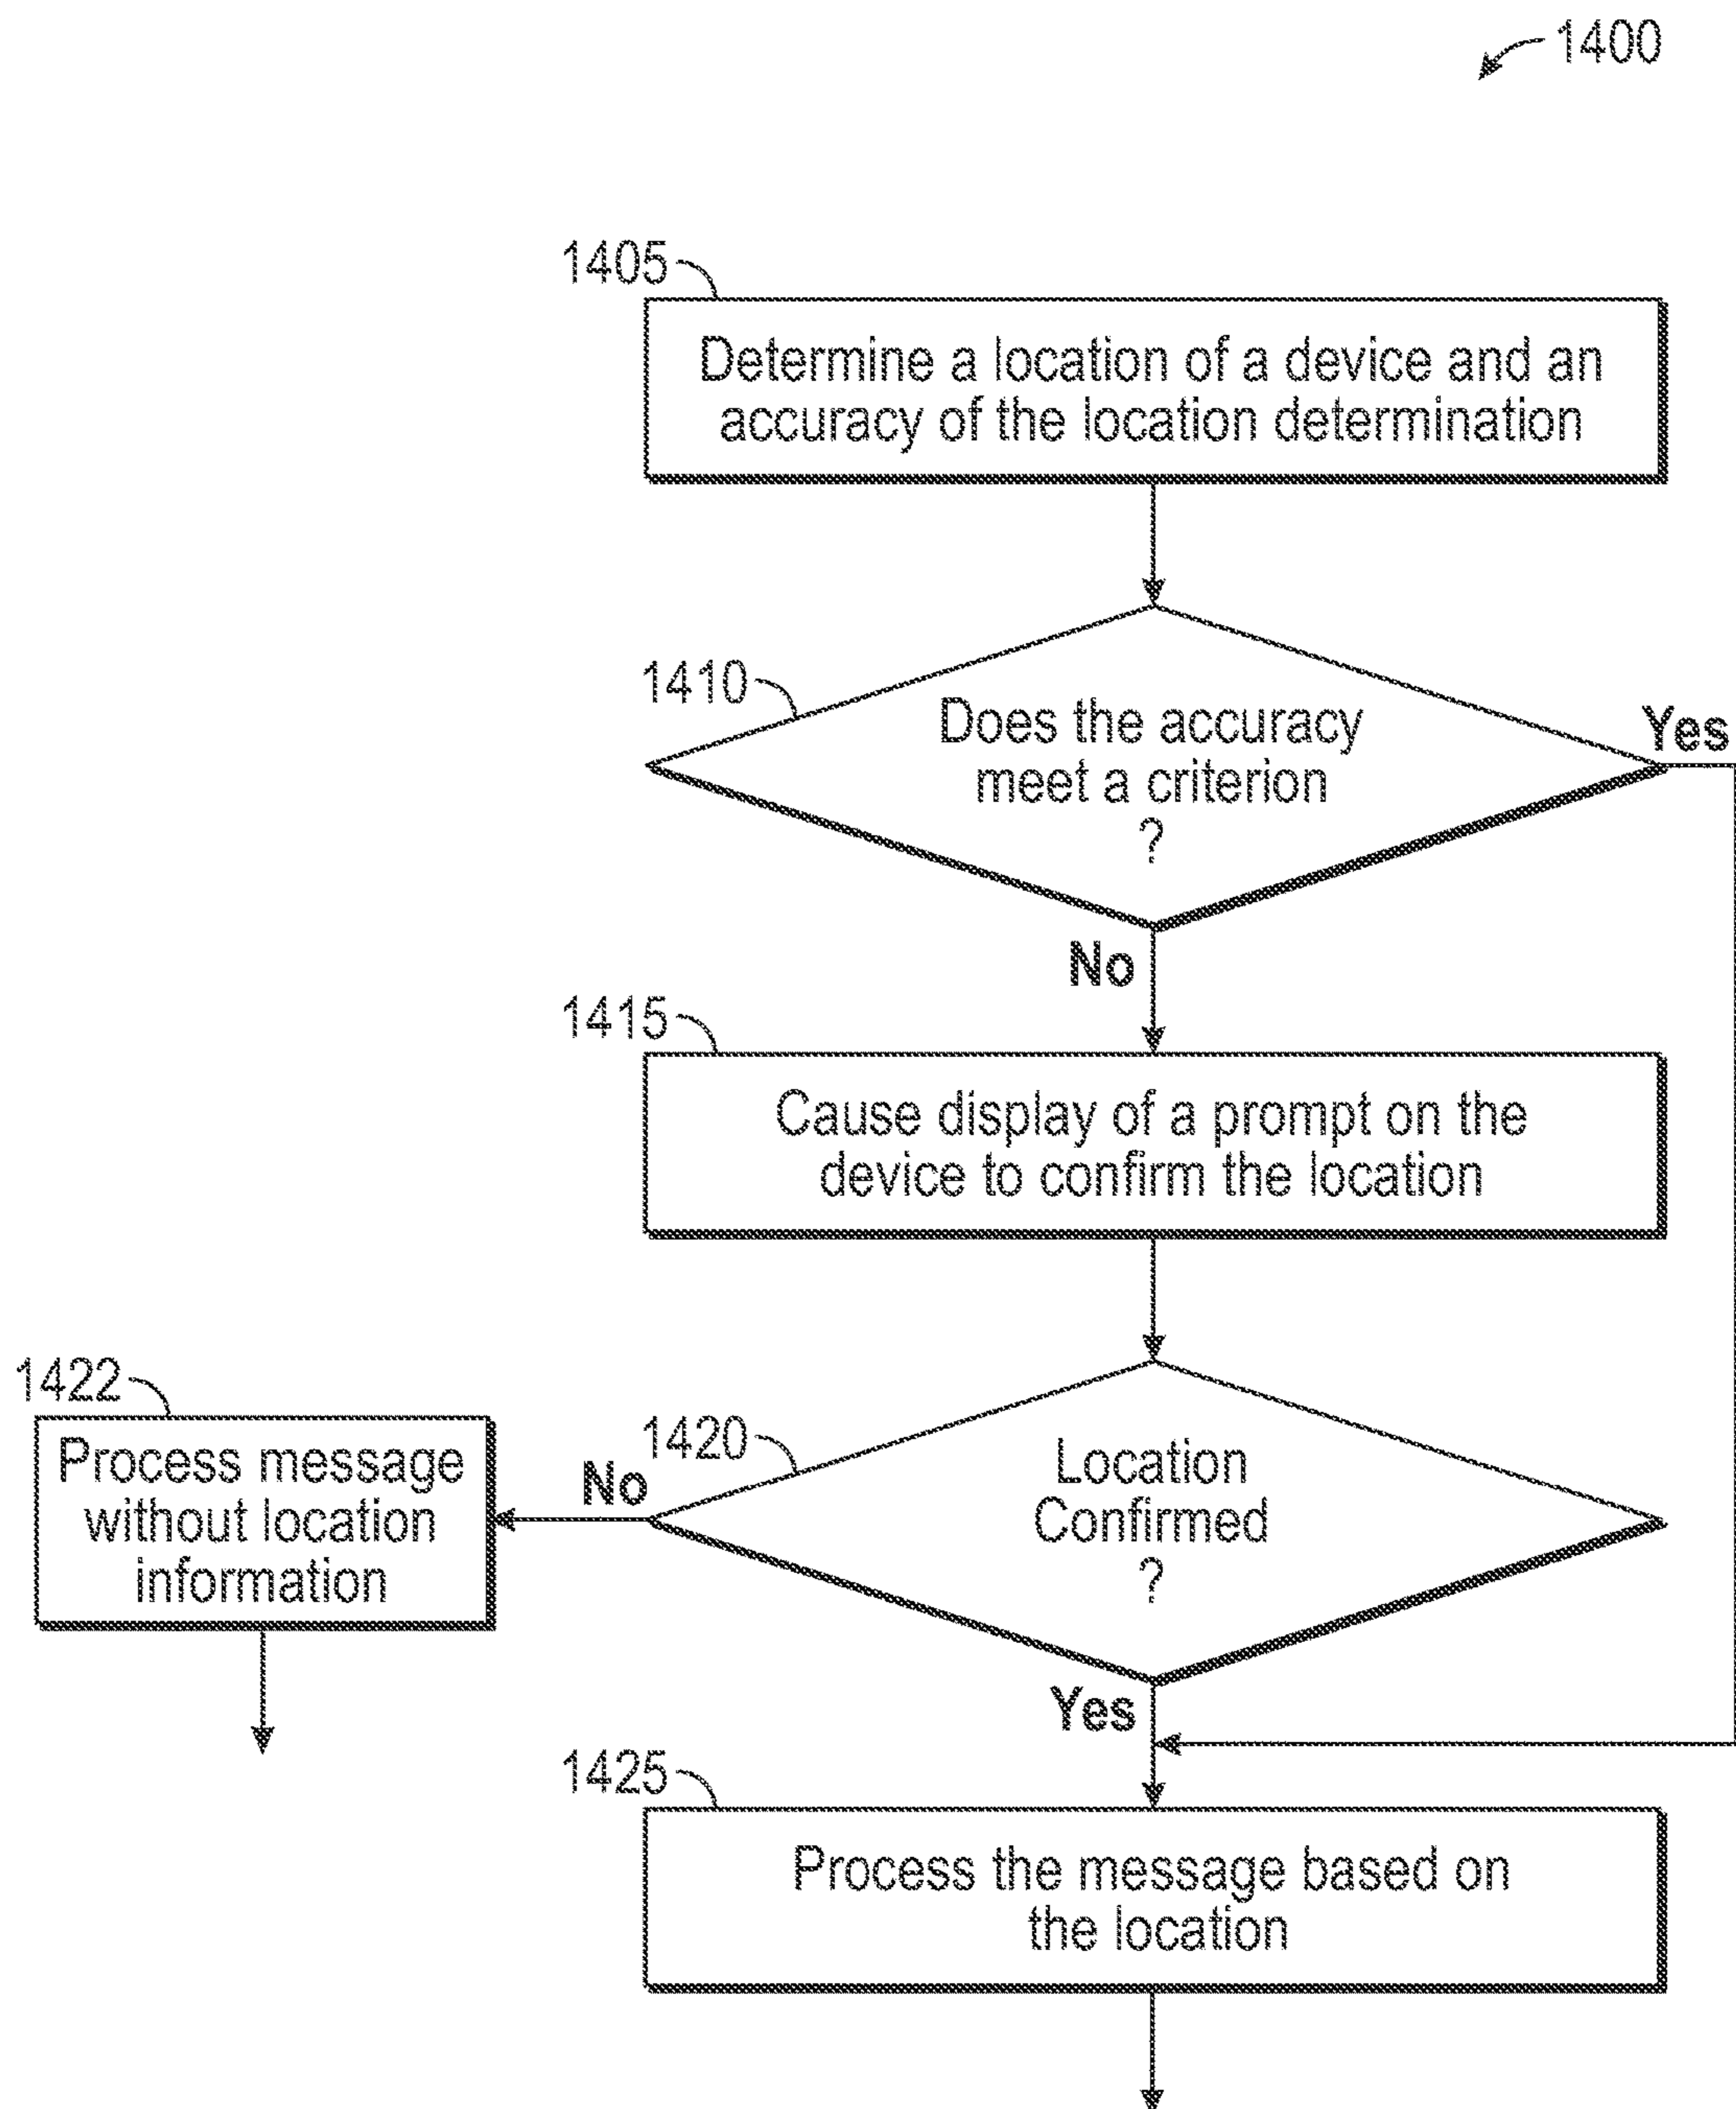 1400
1405
Determine a location of a device and an
accuracy of the location determination
1410
Does the accuracy
meet a criterion
?
Yes
No
1415
Cause display of a prompt on the
device to confirm the location
1422
Process message
without location
information
No
1420
Location
Confirmed
?
Yes
1425
Process the message based on
the location